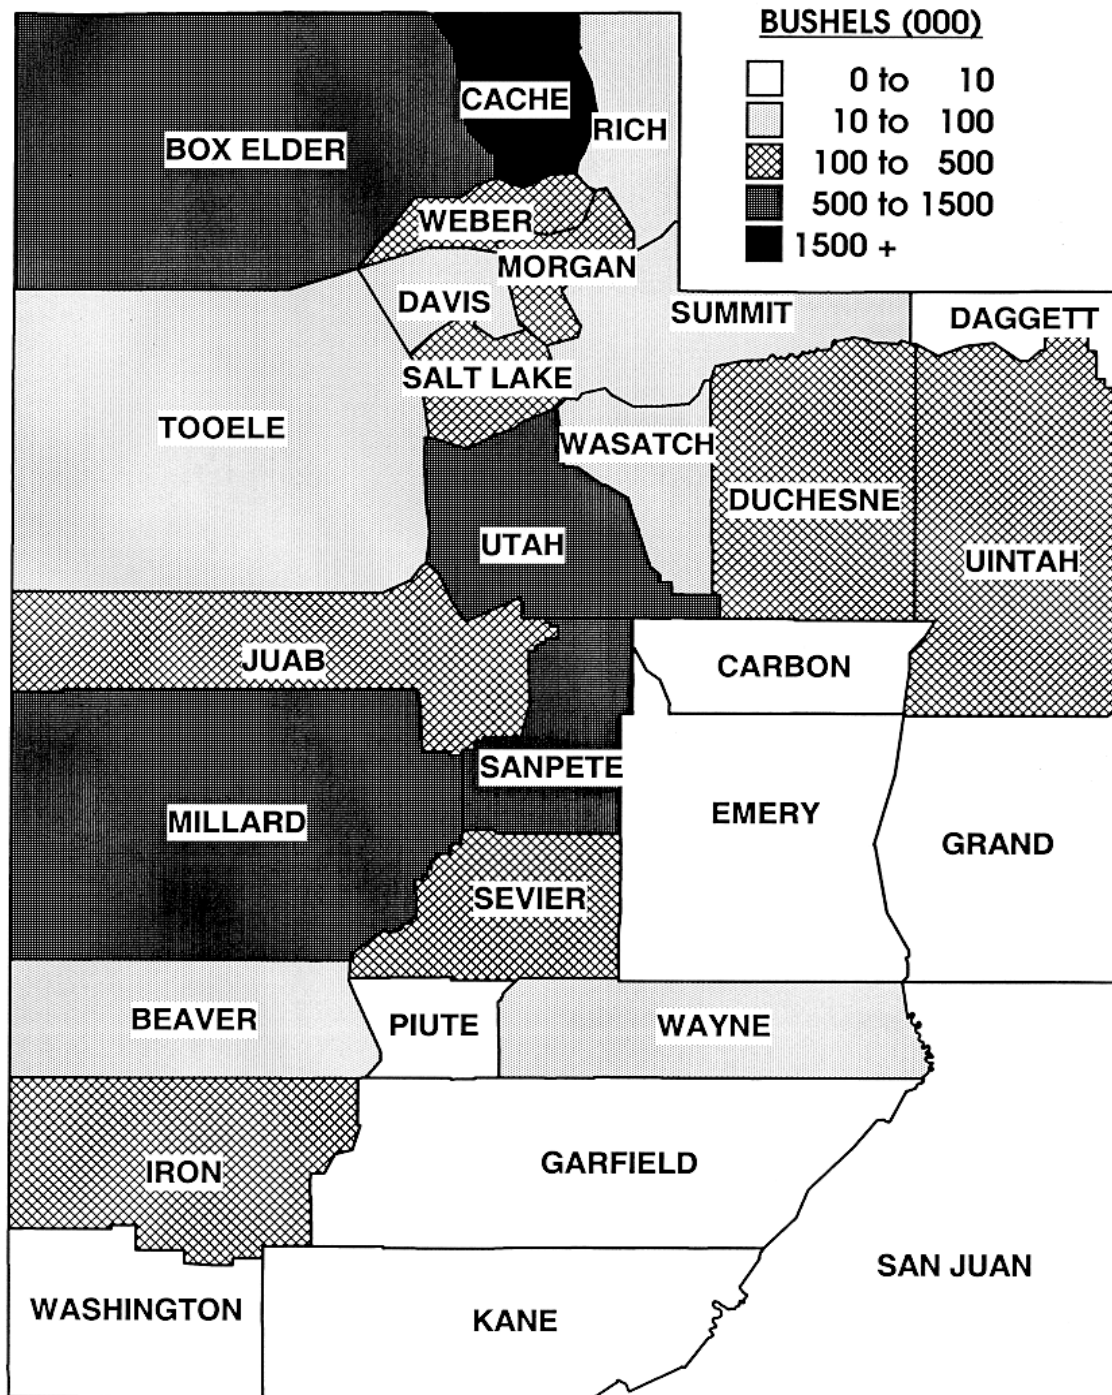 BUSHELS (000)
0 to 10
10 to 100
100 to 500
500 to 1500
1500 +
CACHE
RICH
BOX ELDER
WEBER
MORGAN
DAVIS
SUMMIT
DAGGETT
SALT LAKE
TOOELE
WASATCH
DUCHESNE
UTAH
UINTAH
JUAB
CARBON
SANPETE
MILLARD
EMERY
GRAND
SEVIER
BEAVER
PIUTE
WAYNE
IRON
GARFIELD
SAN JUAN
WASHINGTON
KANE